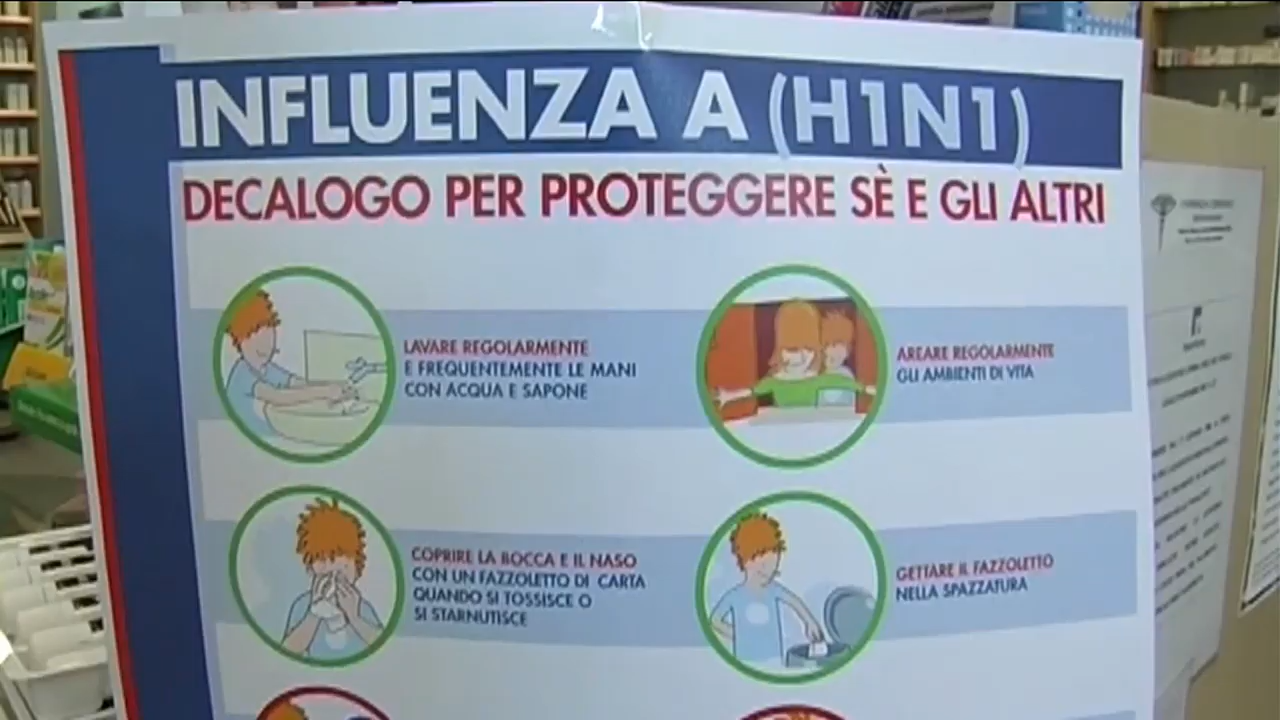 INFLUENZA A (H1N1)
DECALOGO PER PROTEGGERE SÈ E GLI ALTRI
LAVARE REGOLARMENTE
E FREQUENTEMENTE LE MANI
CON ACQUA E SAPONE
AREARE REGOLARMENTE
GLI AMBIENTI DI VITA
COPRIRE LA BOCCA E IL NASO
CON UN FAZZOLETTO DI CARTA
QUANDO SI TOSSISCE O
SI STARNUTISCE
GETTARE IL FAZZOLETTO
NELLA SPAZZATURA